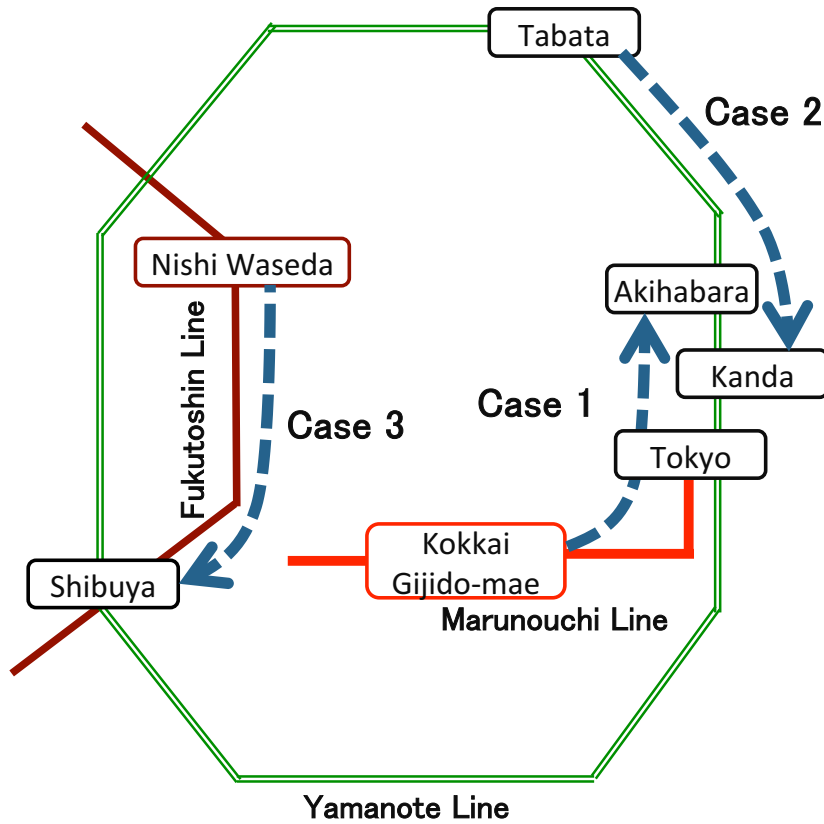 Tabata
Case 2
Nishi Waseda
Akihabara
Fukutoshin Line
Kanda
Case 1
Case 3
Tokyo
Kokkai
Gijido-mae
Shibuya
Marunouchi Line
Yamanote Line